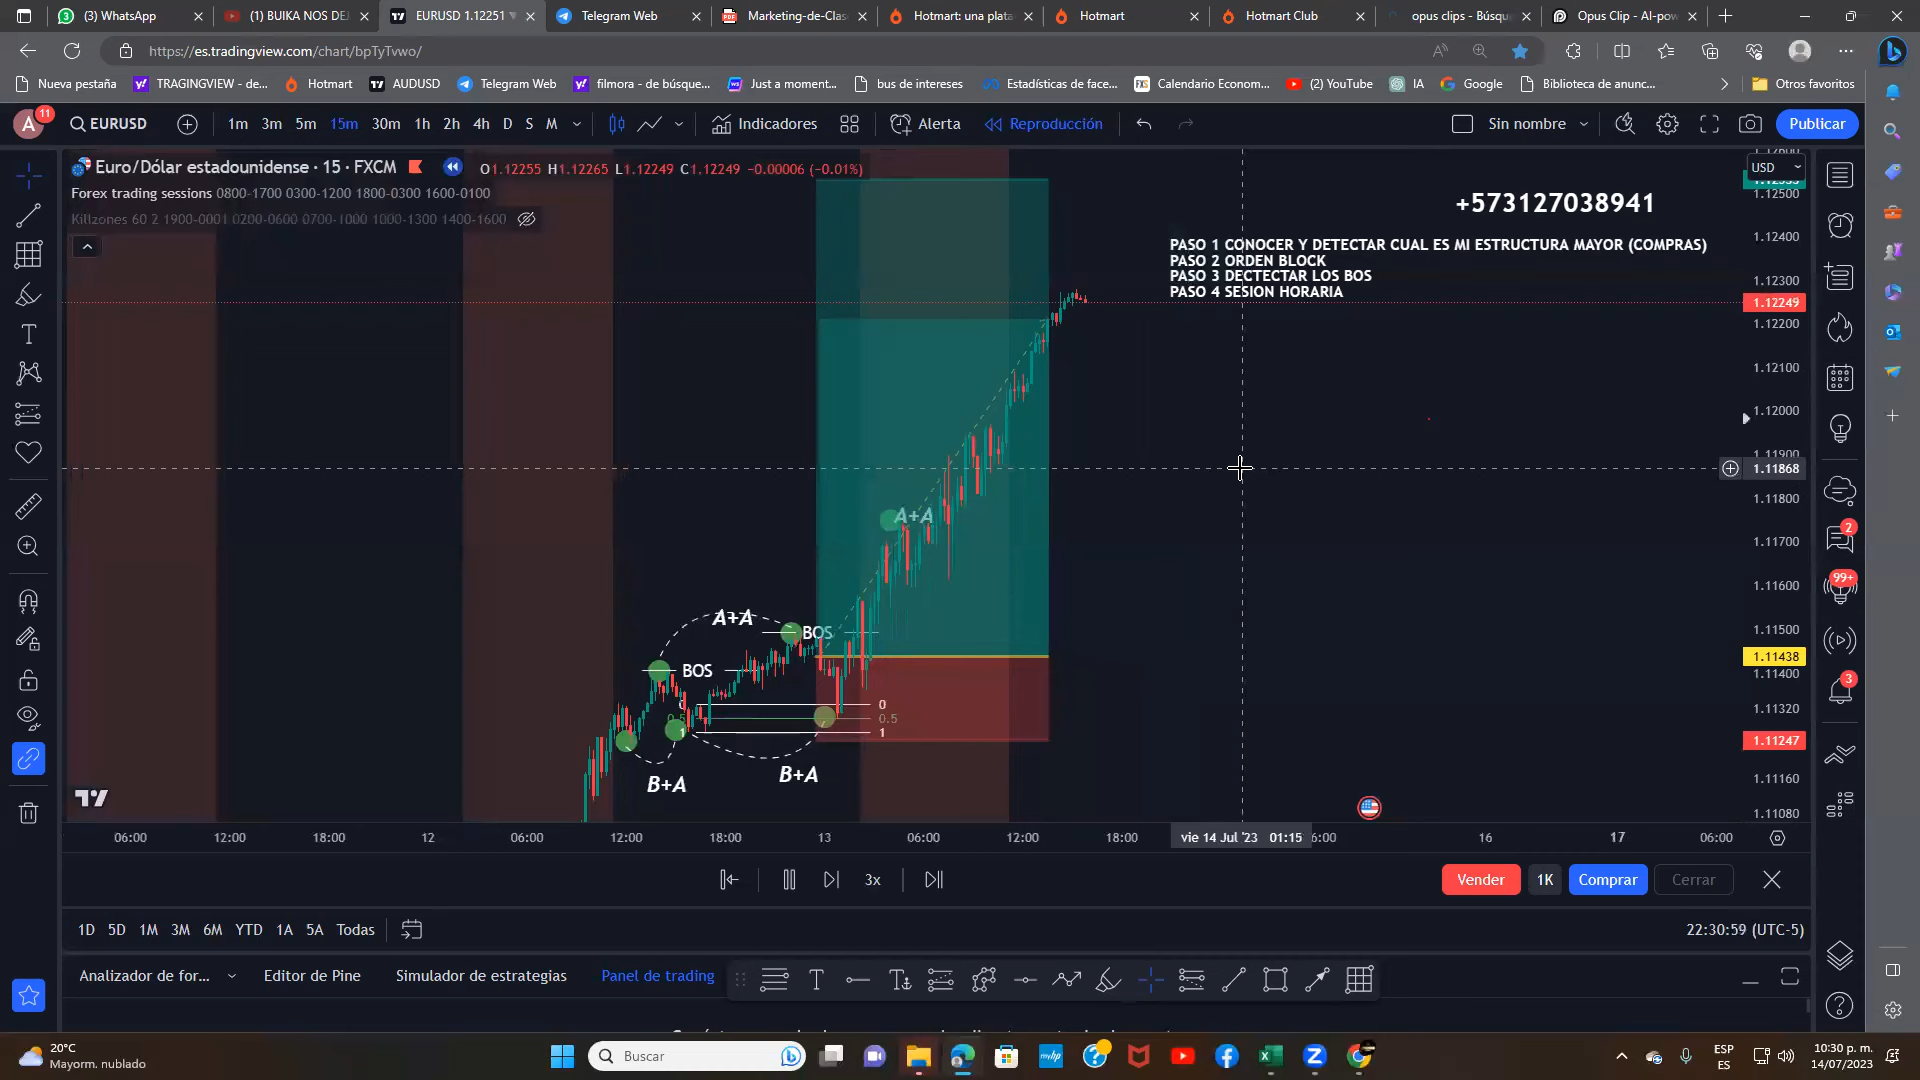 (3) WhatsApp
(1) BUIKA NOS DEJ
EURUSD 1.12251
Telegram Web
Marketing-de-Clas
Hotmart: una plata
Hotmart
Hotmart Club
opus clips - Búsqu
Opus Clip - AI-pow
https://es.tradingview.com/chart/bpTyTvwo/
Nueva pestaña
TRAGINGVIEW - de...
Hotmart
AUDUSD
Telegram Web
filmora - de búsque...
Just a moment...
bus de intereses
Estadísticas de face...
Calendario Econom...
(2) YouTube
IA
Google
Biblioteca de anunc...
Otros favoritos
A 11
EURUSD
1m 3m 5m 15m 30m 1h 2h 4h D S M
Indicadores
Alerta
Reproducción
Sin nombre
Publicar
Euro/Dólar estadounidense · 15 · FXCM
O1.12255 H1.12265 L1.12249 C1.12249 −0.00006 (−0.01%)
USD
Forex trading sessions 0800-1700 0300-1200 1800-0300 1600-0100
Killzones 60 2 1900-0001 0200-0600 0700-1000 1000-1300 1400-1600
+573127038941
PASO 1 CONOCER Y DETECTAR CUAL ES MI ESTRUCTURA MAYOR (COMPRAS)
PASO 2 ORDEN BLOCK
PASO 3 DECTECTAR LOS BOS
PASO 4 SESION HORARIA
1.12500
1.12400
1.12300
1.12249
1.12200
1.12100
1.12000
1.11900
1.11868
1.11800
1.11700
1.11600
1.11500
1.11438
1.11400
1.11320
1.11247
1.11160
1.11080
A+A
A+A
BOS
BOS
0
0
0.5
0.5
1
1
B+A
B+A
2
99+
3
06:00 12:00 18:00 12 06:00 12:00 18:00 13 06:00 12:00 18:00 vie 14 Jul '23 01:15 6:00 16 17 06:00
3x
Vender
1K
Comprar
Cerrar
1D 5D 1M 3M 6M YTD 1A 5A Todas
22:30:59 (UTC-5)
Analizador de for...
Editor de Pine
Simulador de estrategias
Panel de trading
20°C
Mayorm. nublado
Buscar
ESP
ES
10:30 p. m.
14/07/2023